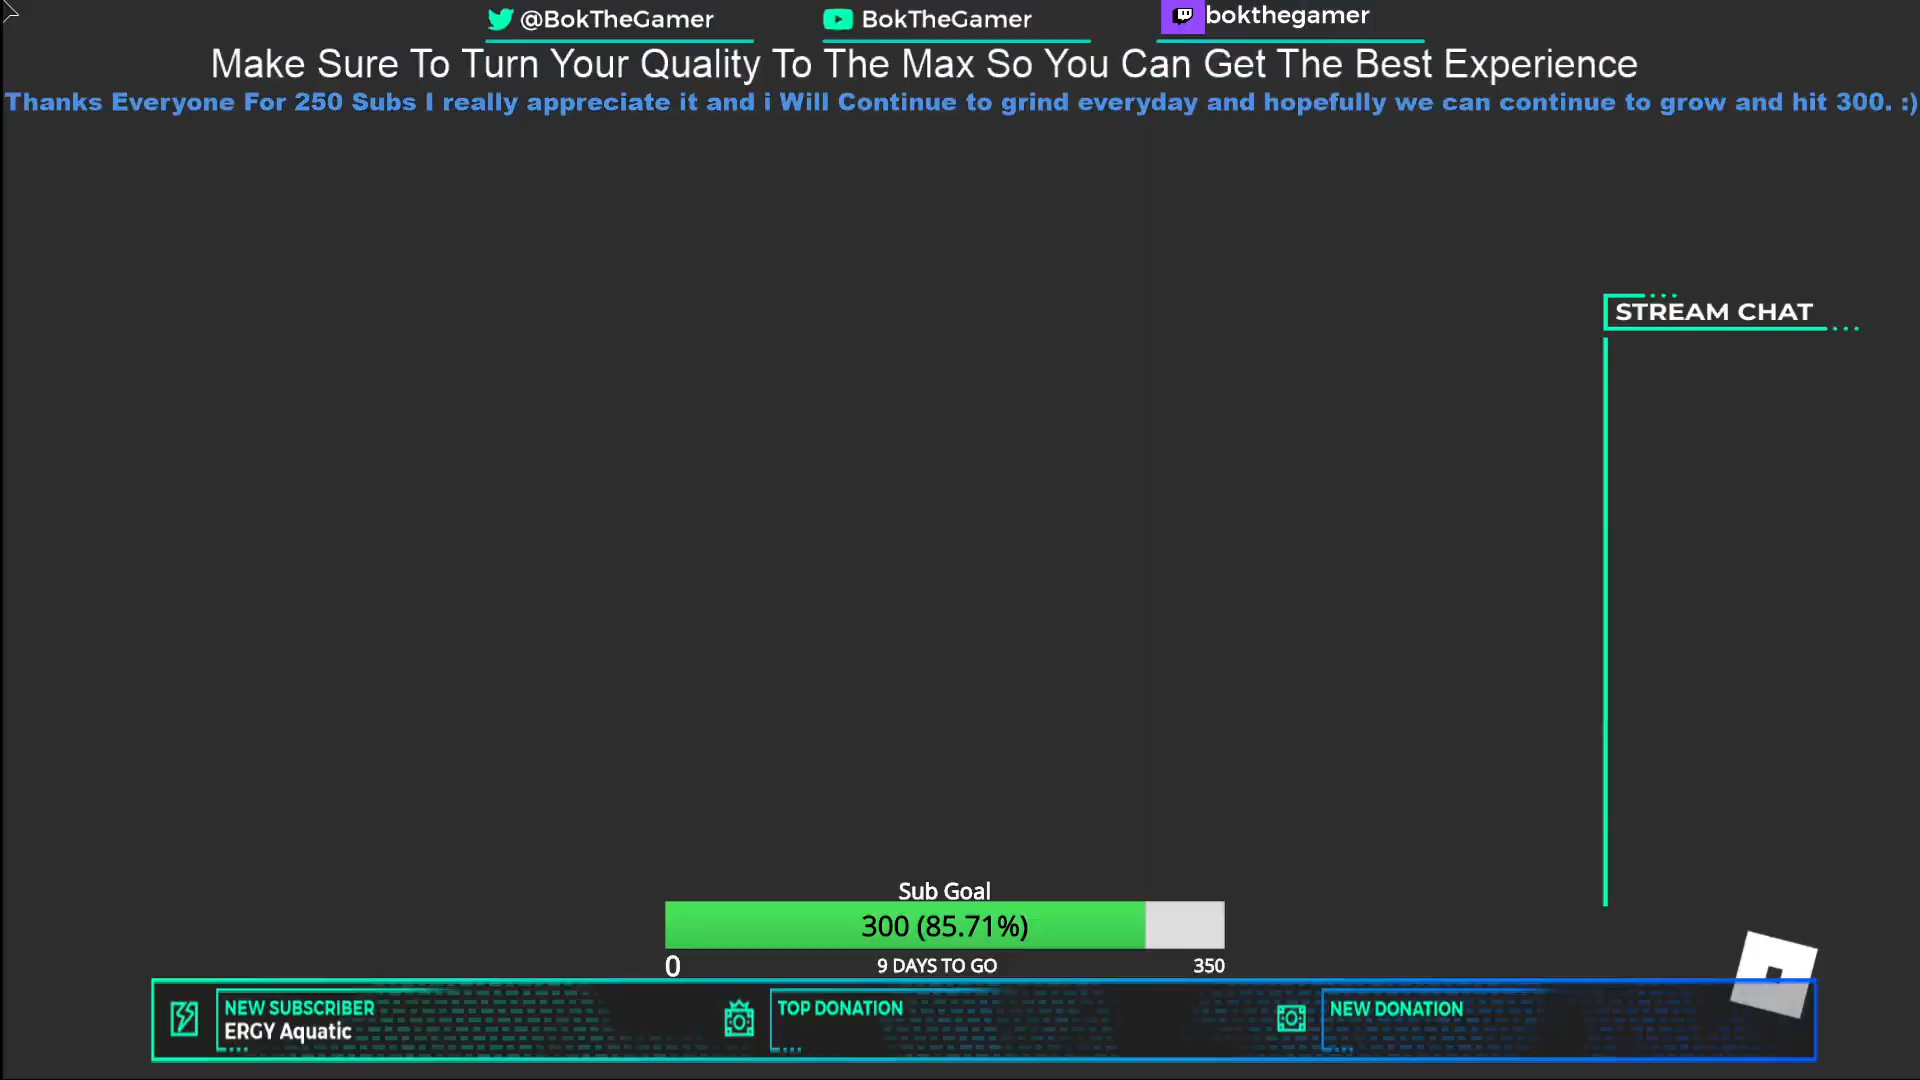 @BokTheGamer
BokTheGamer
bokthegamer
Make Sure To Turn Your Quality To The Max So You Can Get The Best Experience
Thanks Everyone For 250 Subs I really appreciate it and i Will Continue to grind everyday and hopefully we can continue to grow and hit 300. :)
STREAM CHAT
Sub Goal
300 (85.71%)
0
9 DAYS TO GO
350
NEW SUBSCRIBER
ERGY Aquatic
TOP DONATION
NEW DONATION